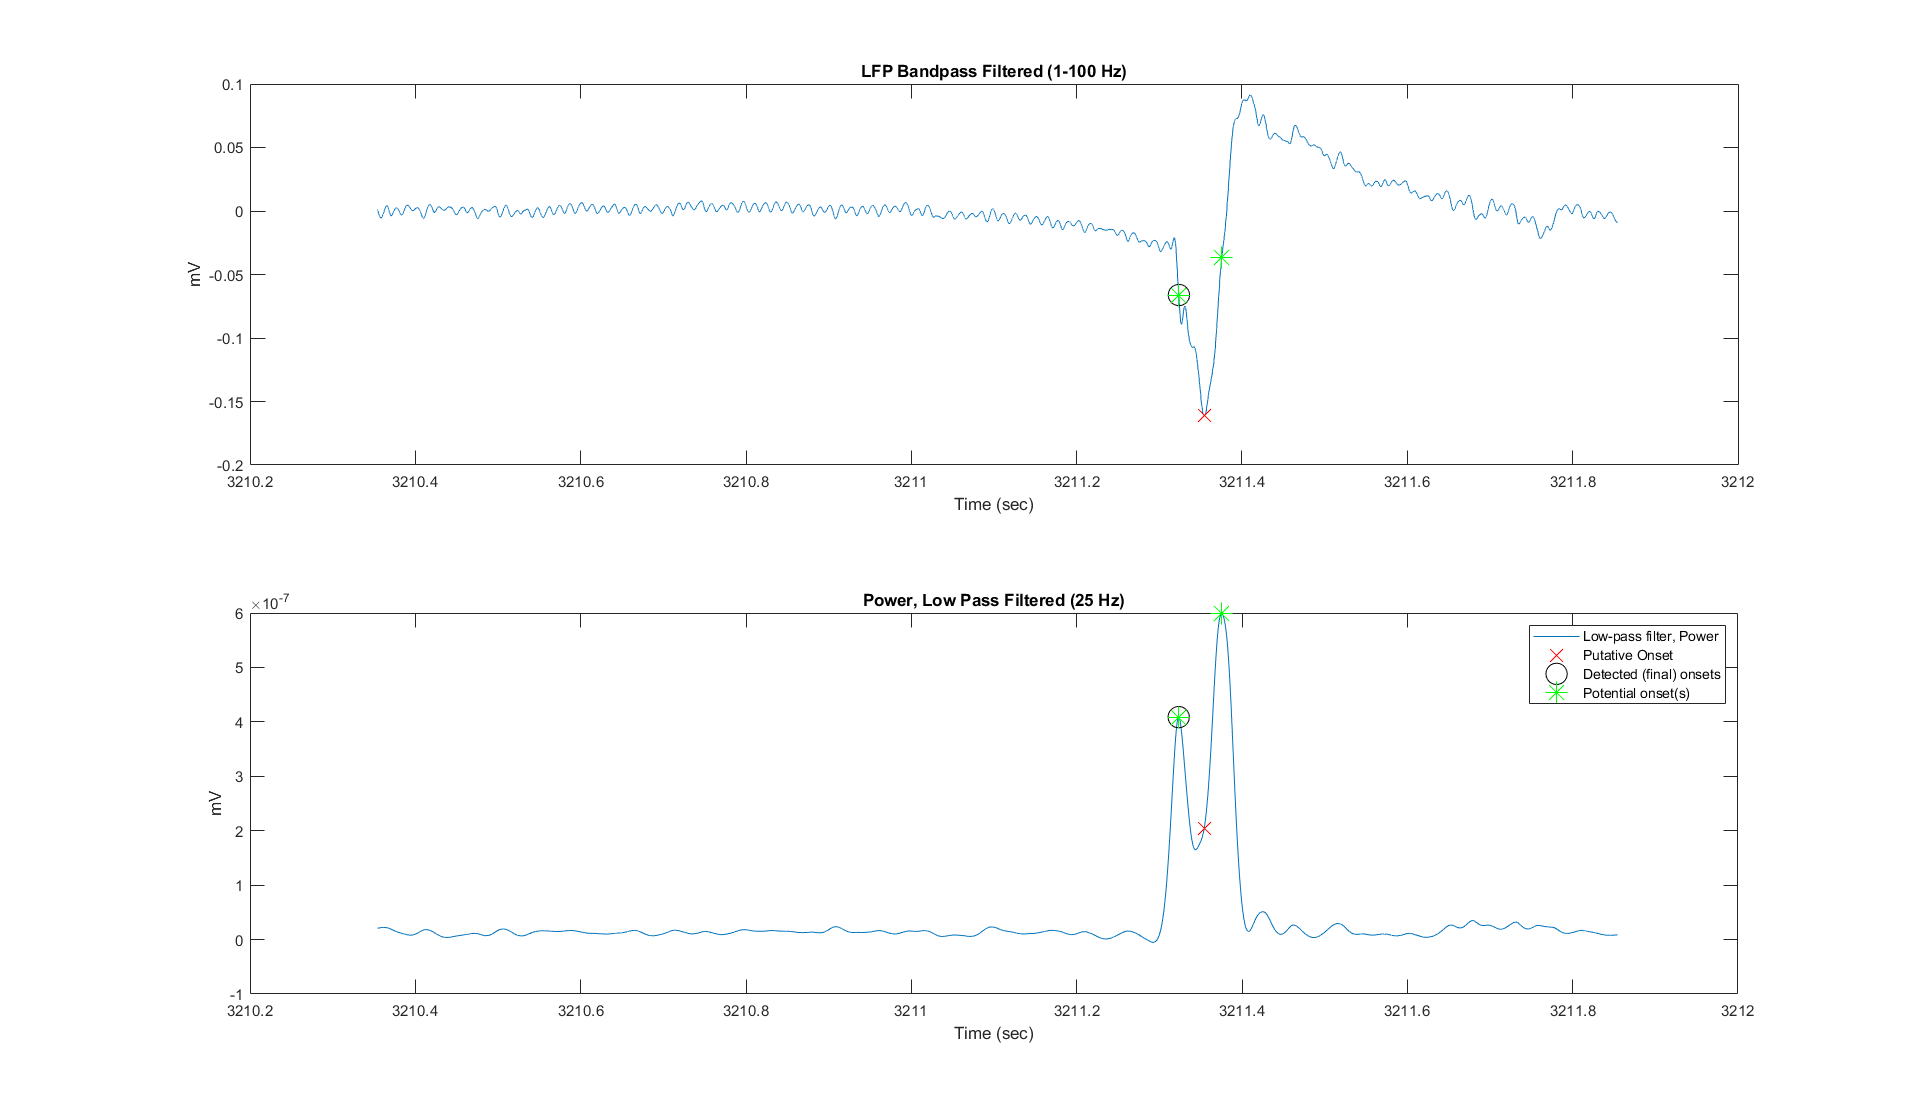 LFP Bandpass Filtered (1-100 Hz)
0.1
0.05
0
-0.05
-0.1
-0.15
-0.2
mV
3210.2 3210.4 3210.6 3210.8 3211 3211.2 3211.4 3211.6 3211.8 3212
Time (sec)
Power, Low Pass Filtered (25 Hz)
×10-7
6
5
4
3
2
1
0
-1
mV
Low-pass filter, Power
Putative Onset
Detected (final) onsets
Potential onset(s)
3210.2 3210.4 3210.6 3210.8 3211 3211.2 3211.4 3211.6 3211.8 3212
Time (sec)